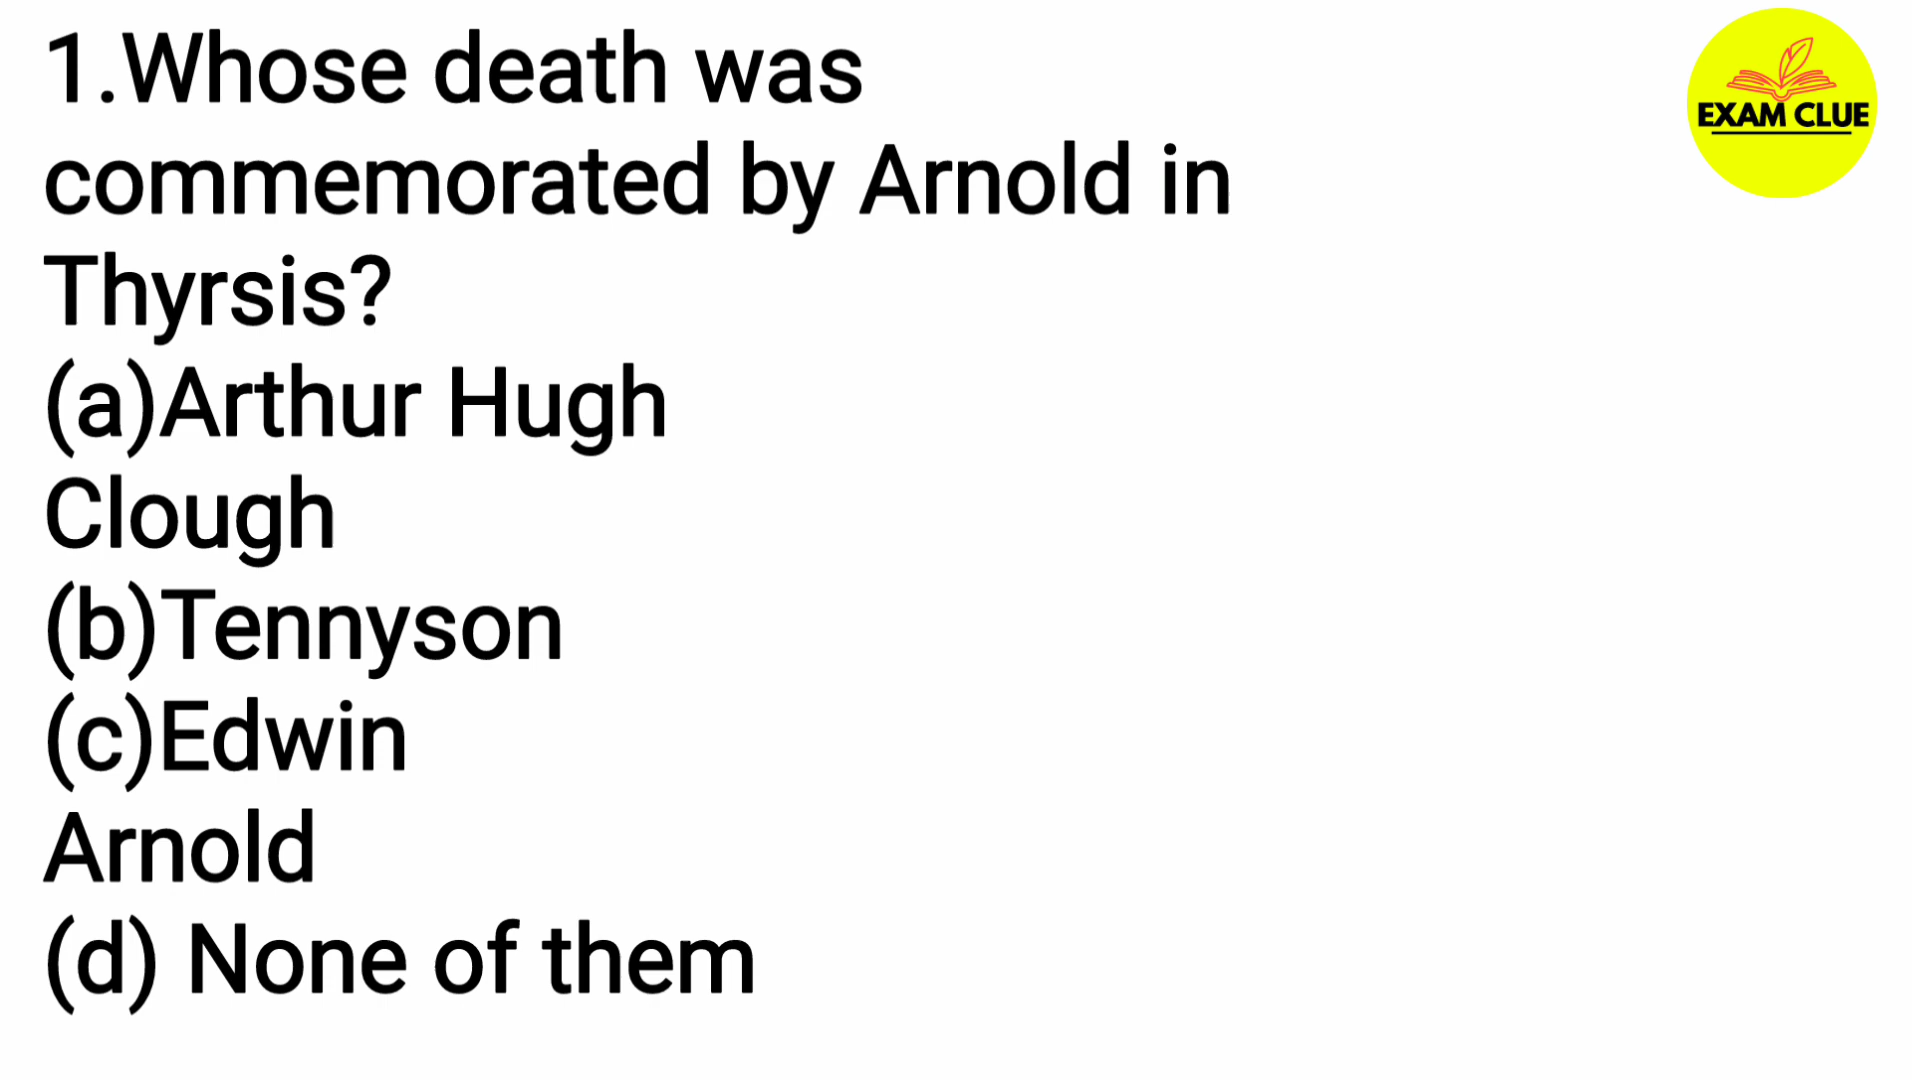 1.Whose death was
commemorated by Arnold in
Thyrsis?
(a)Arthur Hugh
Clough
(b)Tennyson
(c)Edwin
Arnold
(d) None of them
EXAM CLUE